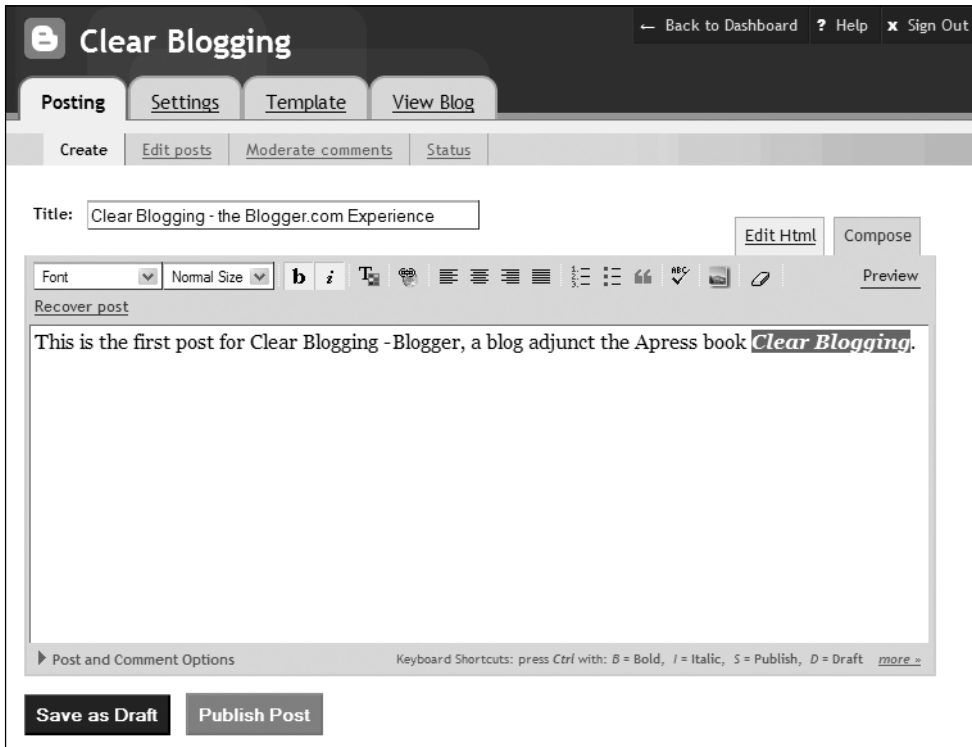 ← Back to Dashboard ? Help x Sign Out
Clear Blogging
Posting Settings Template View Blog
Create Edit posts Moderate comments Status
Title: Clear Blogging - the Blogger.com Experience
Edit Html Compose
Font Normal Size b i T ABC Preview
Recover post
This is the first post for Clear Blogging -Blogger, a blog adjunct the Apress book Clear Blogging.
Post and Comment Options Keyboard Shortcuts: press Ctrl with: B = Bold, I = Italic, S = Publish, D = Draft more »
Save as Draft Publish Post